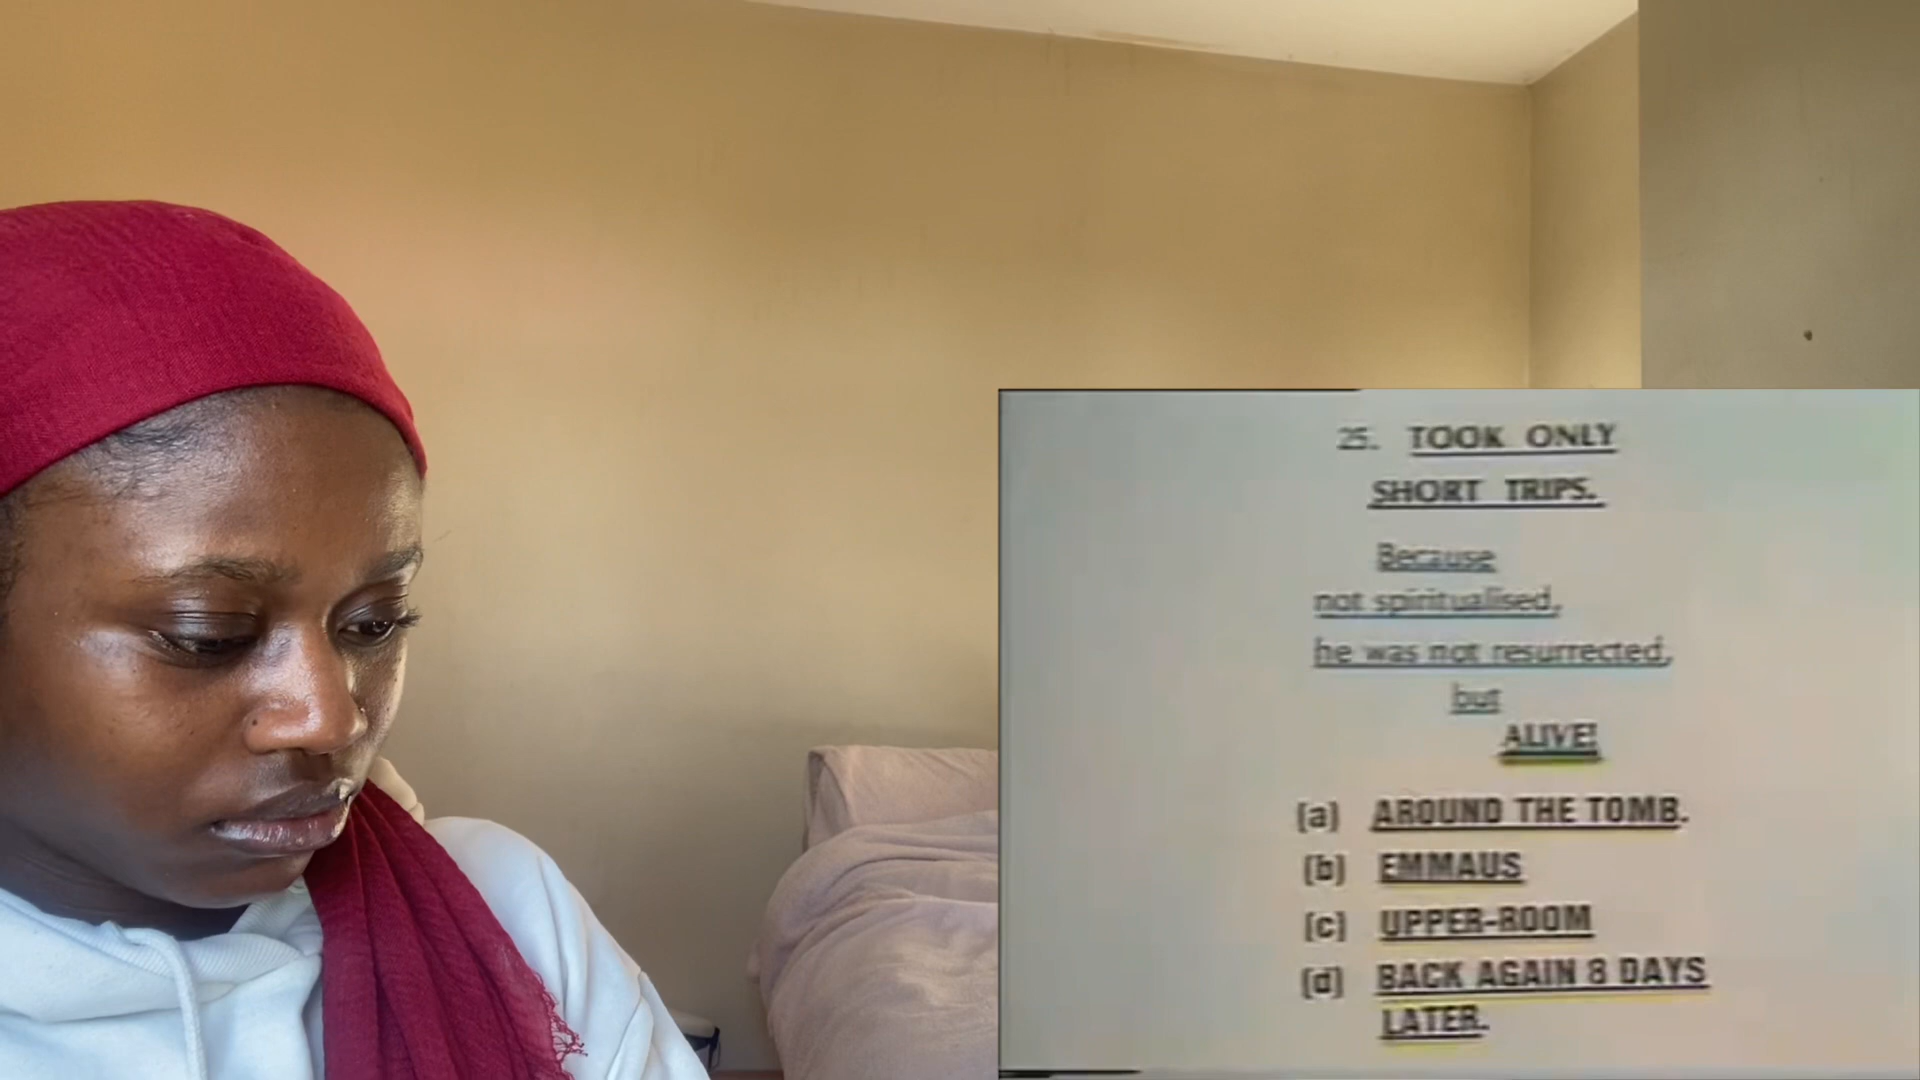 25. TOOK ONLY
SHORT TRIPS.
Because
not spiritualised,
he was not resurrected,
but
ALIVE!
(a) AROUND THE TOMB.
(b) EMMAUS
(c) UPPER-ROOM
(d) BACK AGAIN 8 DAYS
LATER.